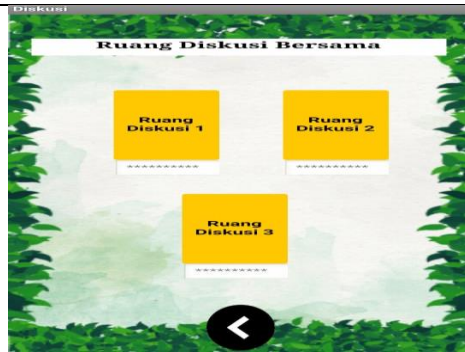 Diskusi
Ruang Diskusi Bersama
Ruang
Diskusi 1
Ruang
Diskusi 2
**********
**********
Ruang
Diskusi 3
**********